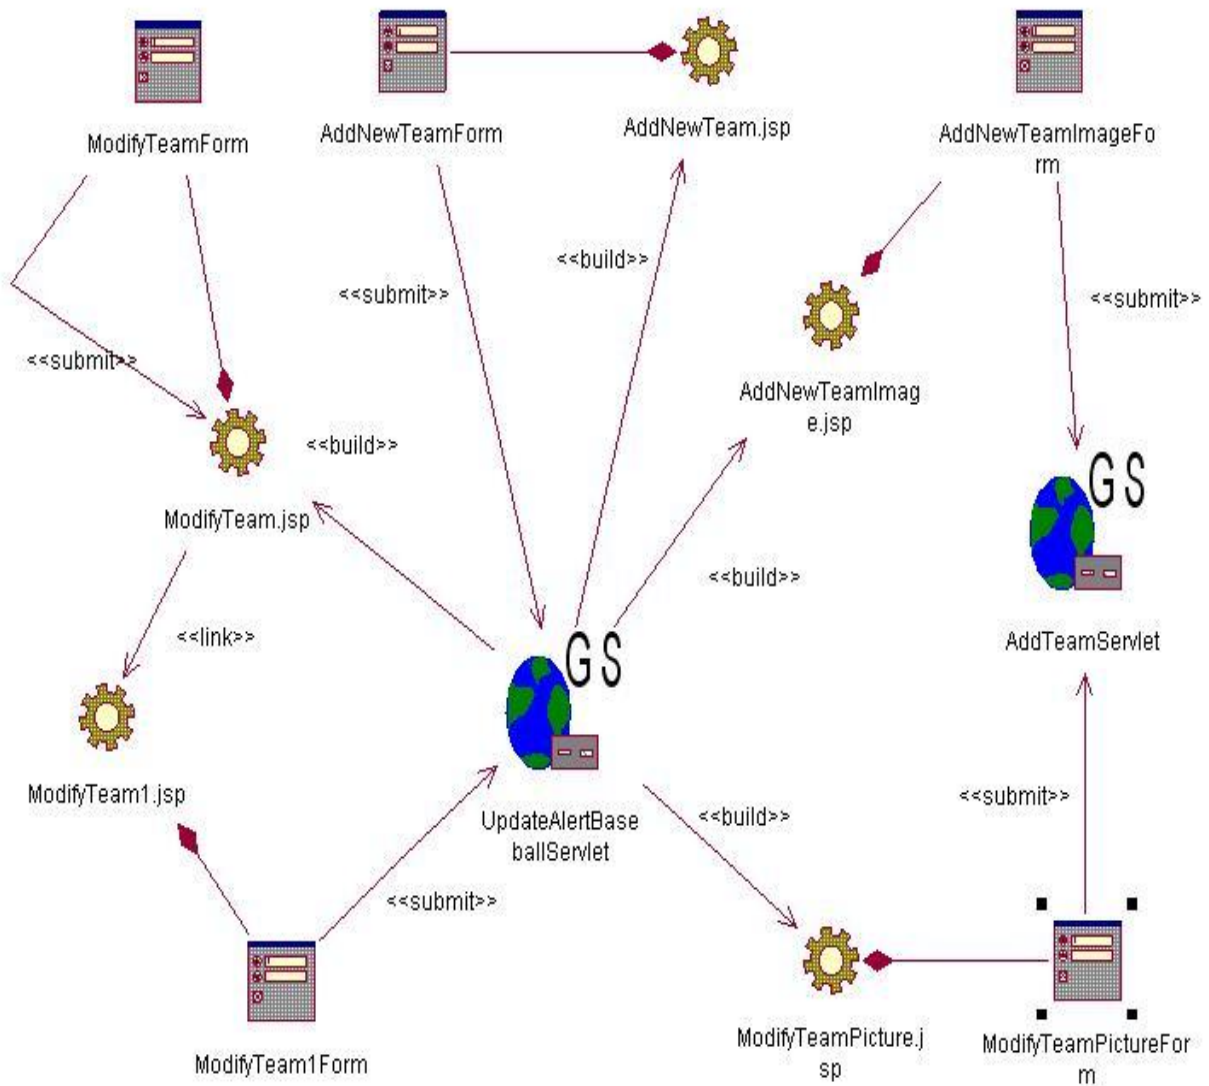 ModifyTeamForm
AddNewTeamForm
AddNewTeam.jsp
AddNewTeamImageFo
rm
<<build>>
<<submit>>
<<submit>>
<<submit>>
AddNewTeamImag
e.jsp
<<build>>
GS
ModifyTeam.jsp
<<build>>
<<link>>
GS
AddTeamServlet
ModifyTeam1.jsp
UpdateAlertBase
ballServlet
<<build>>
<<submit>>
<<submit>>
ModifyTeam1Form
ModifyTeamPicture.j
sp
ModifyTeamPictureFor
m